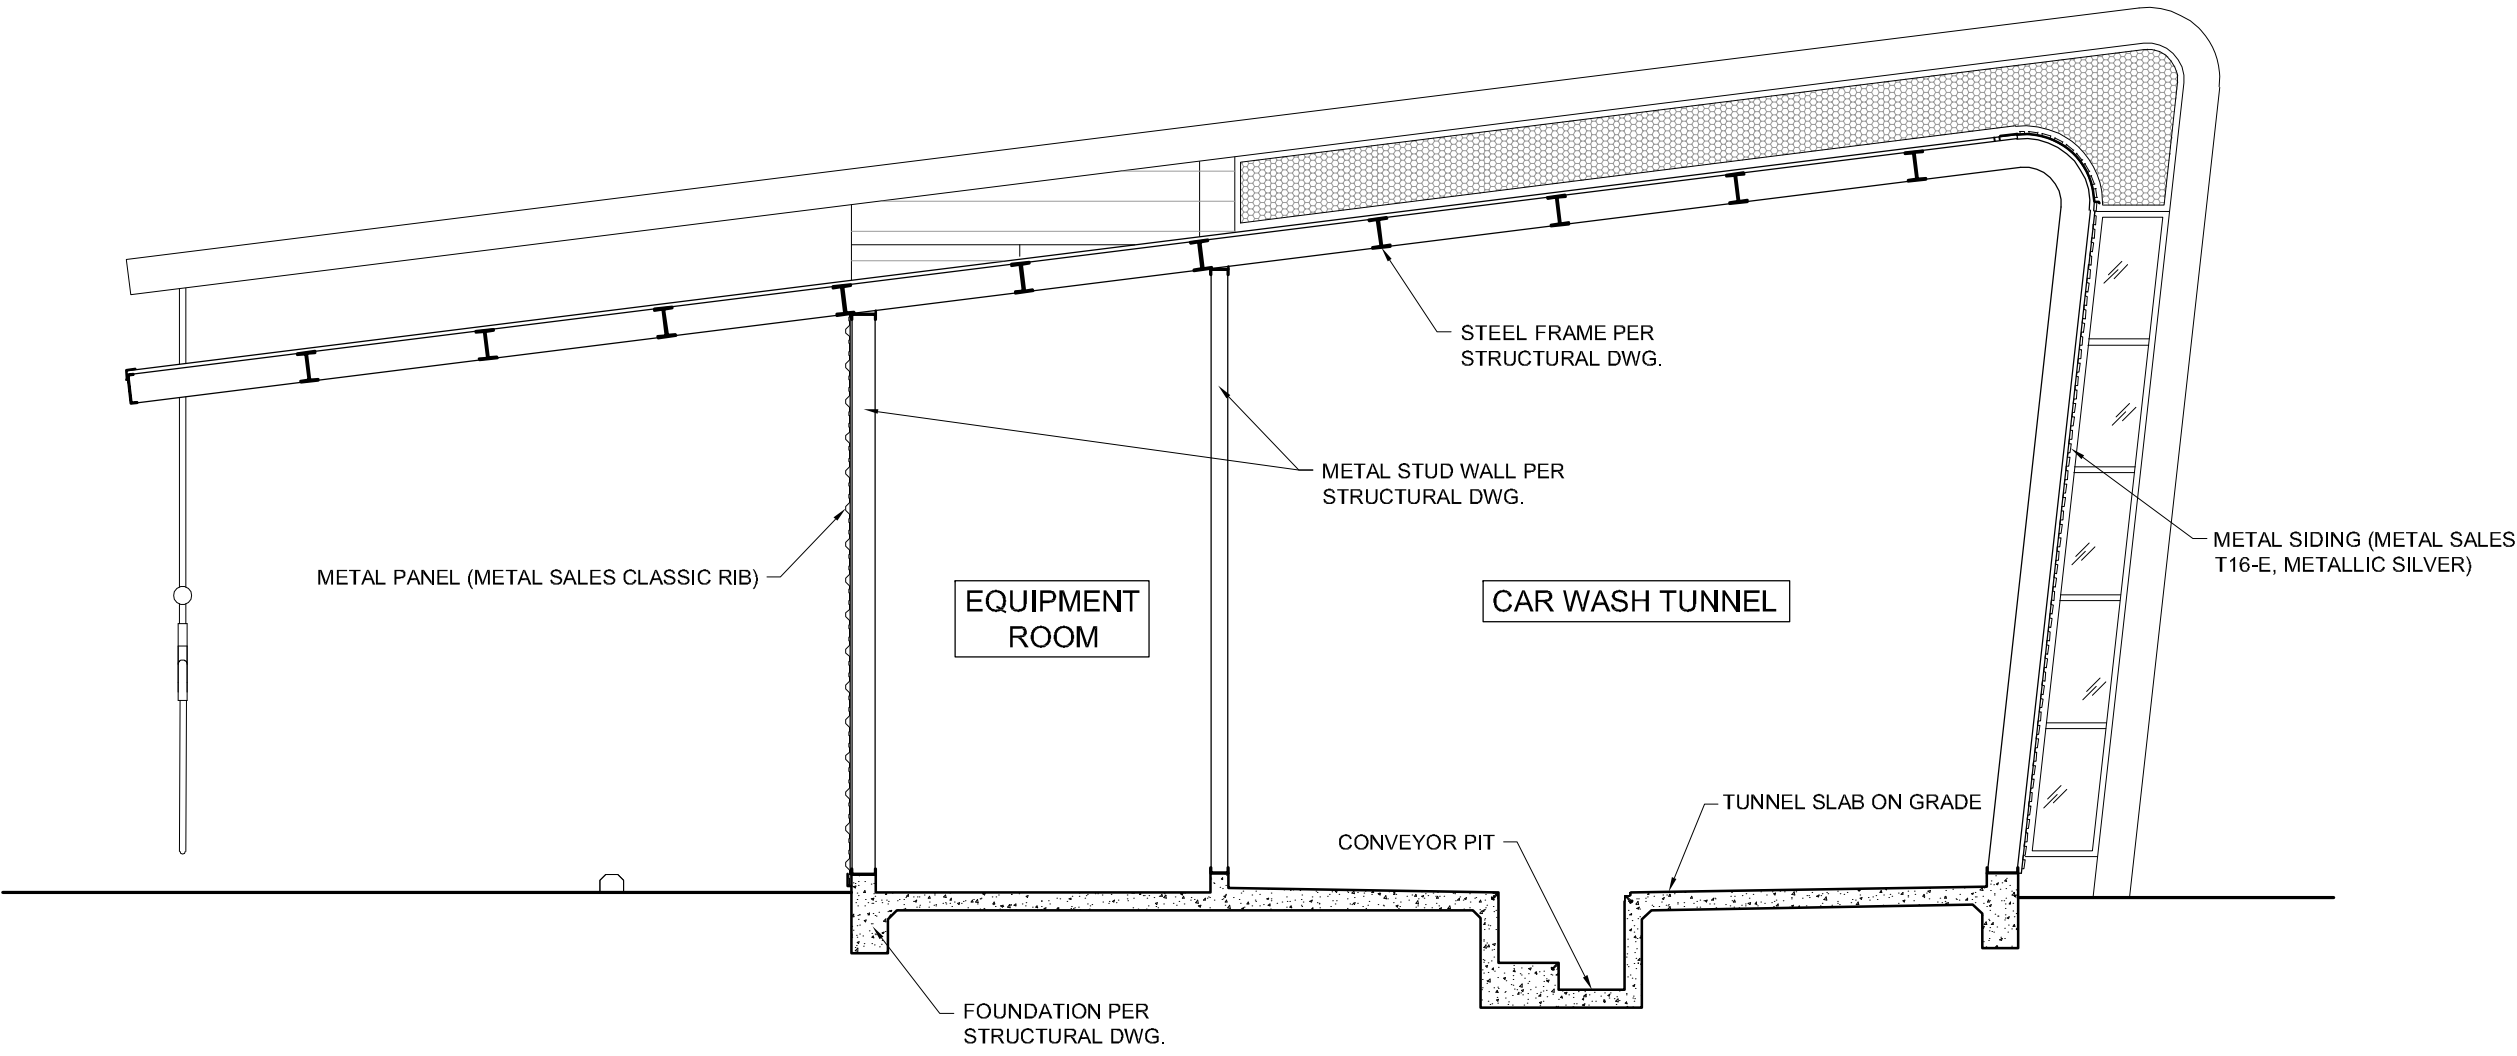 STEEL FRAME PER
STRUCTURAL DWG.
METAL STUD WALL PER
STRUCTURAL DWG.
METAL PANEL (METAL SALES CLASSIC RIB)
METAL SIDING (METAL SALES
T16-E, METALLIC SILVER)
EQUIPMENT
ROOM
CAR WASH TUNNEL
TUNNEL SLAB ON GRADE
CONVEYOR PIT
FOUNDATION PER
STRUCTURAL DWG.